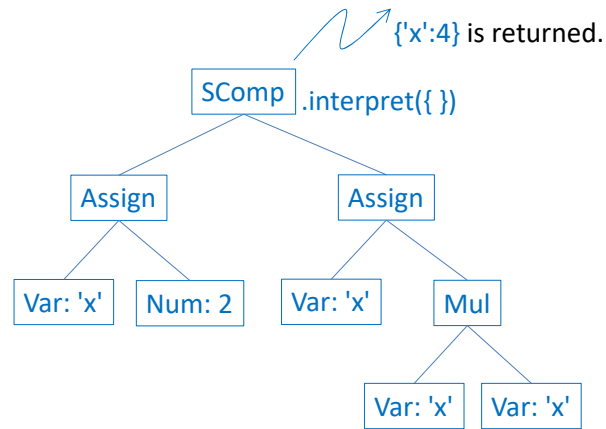 {'x':4} is returned.
SComp
.interpret({ })
Assign
Assign
Var: 'x'
Num: 2
Var: 'x'
Mul
Var: 'x'
Var: 'x'